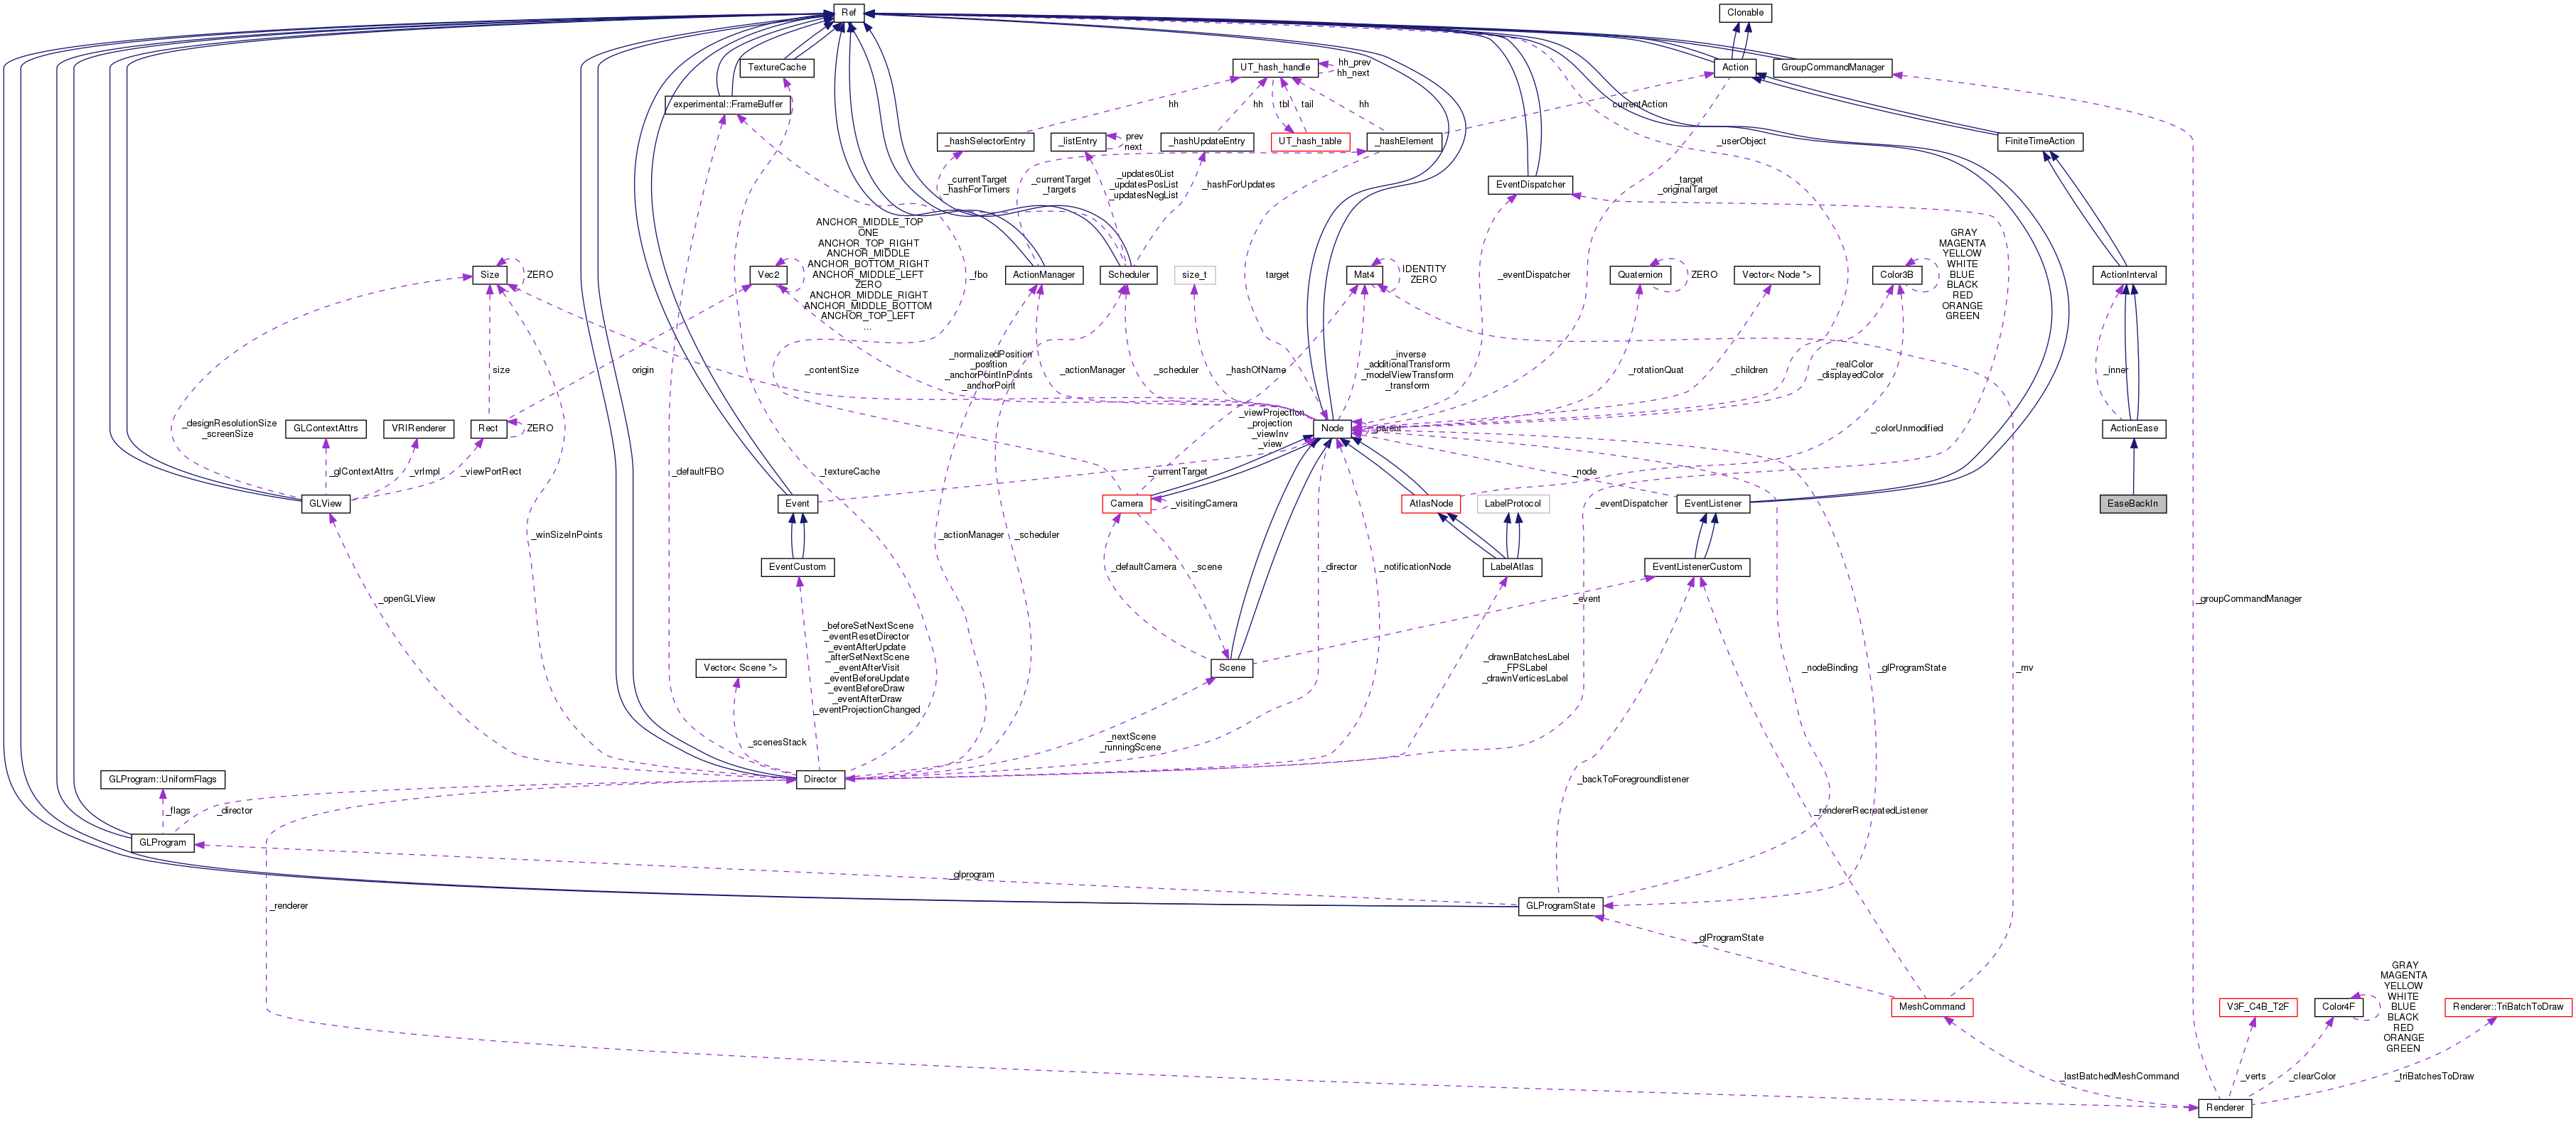 Ref
Clonable
TextureCache
UT_hash_handle
hh_prev
hh_next
Action
GroupCommandManager
experimental::FrameBuffer
hh
hh
tbl
tail
hh
currentAction
_hashSelectorEntry
_listEntry
prev
next
_hashUpdateEntry
UT_hash_table
_hashElement
_userObject
FiniteTimeAction
_currentTarget
_hashForTimers
_currentTarget
_targets
_updates0List
_updatesPosList
_updatesNegList
_hashForUpdates
EventDispatcher
_target
_originalTarget
ANCHOR_MIDDLE_TOP
ONE
ANCHOR_TOP_RIGHT
ANCHOR_MIDDLE
ANCHOR_BOTTOM_RIGHT
ANCHOR_MIDDLE_LEFT
ZERO
ANCHOR_MIDDLE_RIGHT
ANCHOR_MIDDLE_BOTTOM
ANCHOR_TOP_LEFT
...
GRAY
MAGENTA
YELLOW
WHITE
BLUE
BLACK
RED
ORANGE
GREEN
Size
ZERO
Vec2
_fbo
ActionManager
Scheduler
size_t
target
Mat4
IDENTITY
ZERO
_eventDispatcher
Quaternion
ZERO
Vector< Node *>
Color3B
ActionInterval
size
origin
_contentSize
_normalizedPosition
_position
_anchorPointInPoints
_anchorPoint
_actionManager
_scheduler
_hashOfName
_inverse
_additionalTransform
_modelViewTransform
_transform
_rotationQuat
_children
_realColor
_displayedColor
_inner
_designResolutionSize
_screenSize
GLContextAttrs
VRIRenderer
Rect
ZERO
_viewProjection
_projection
_viewInv
_view
Node
_parent
_colorUnmodified
ActionEase
_glContextAttrs
_vrImpl
_viewPortRect
_defaultFBO
_textureCache
_currentTarget
_node
GLView
Event
Camera
_visitingCamera
AtlasNode
LabelProtocol
_eventDispatcher
EventListener
EaseBackIn
_winSizeInPoints
_actionManager
_scheduler
EventCustom
_defaultCamera
_scene
_director
_notificationNode
LabelAtlas
EventListenerCustom
_openGLView
_event
_groupCommandManager
_beforeSetNextScene
_eventResetDirector
_eventAfterUpdate
_afterSetNextScene
_eventAfterVisit
_eventBeforeUpdate
_eventBeforeDraw
_eventAfterDraw
_eventProjectionChanged
Vector< Scene *>
Scene
_drawnBatchesLabel
_FPSLabel
_drawnVerticesLabel
_nodeBinding
_glProgramState
_mv
_scenesStack
_nextScene
_runningScene
GLProgram::UniformFlags
Director
_backToForegroundlistener
_flags
_director
_rendererRecreatedListener
GLProgram
_glprogram
_renderer
GLProgramState
_glProgramState
GRAY
MAGENTA
YELLOW
WHITE
BLUE
BLACK
RED
ORANGE
GREEN
MeshCommand
V3F_C4B_T2F
Color4F
Renderer::TriBatchToDraw
_lastBatchedMeshCommand
_verts
_clearColor
_triBatchesToDraw
Renderer